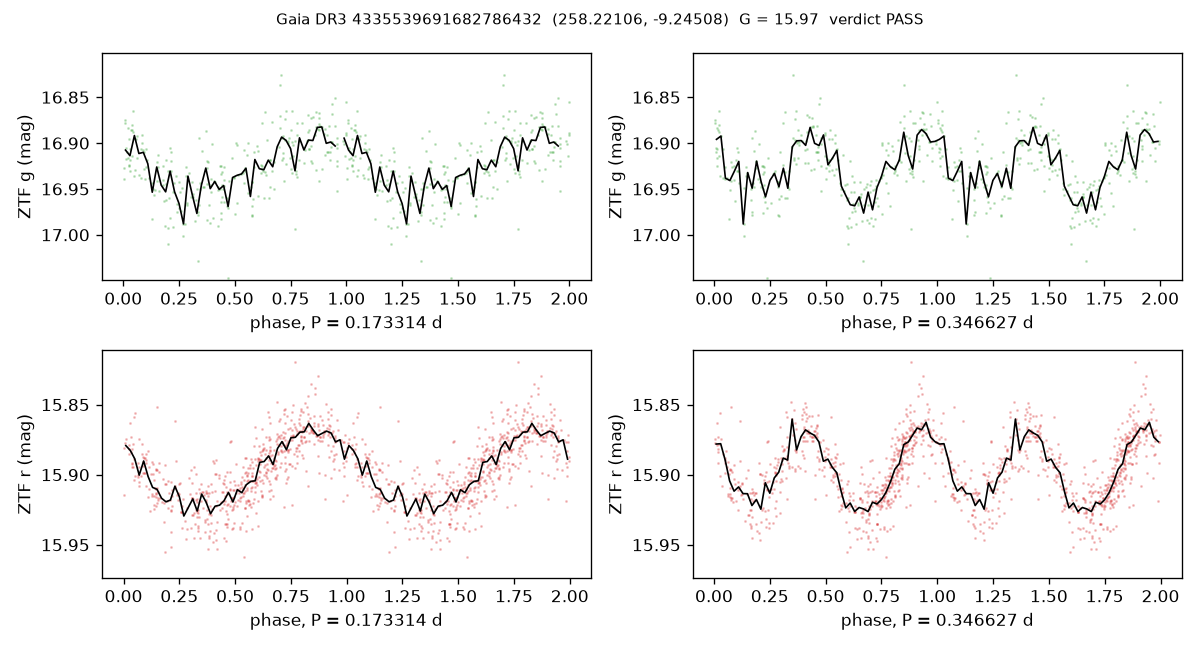 Gaia DR3 4335539691682786432 (258.22106, -9.24508) G = 15.97 verdict PASS
ZTF g (mag)
16.85
16.90
16.95
17.00
0.00 0.25 0.50 0.75 1.00 1.25 1.50 1.75 2.00
phase, P = 0.173314 d
ZTF g (mag)
16.85
16.90
16.95
17.00
0.00 0.25 0.50 0.75 1.00 1.25 1.50 1.75 2.00
phase, P = 0.346627 d
ZTF r (mag)
15.85
15.90
15.95
0.00 0.25 0.50 0.75 1.00 1.25 1.50 1.75 2.00
phase, P = 0.173314 d
ZTF r (mag)
15.85
15.90
15.95
0.00 0.25 0.50 0.75 1.00 1.25 1.50 1.75 2.00
phase, P = 0.346627 d